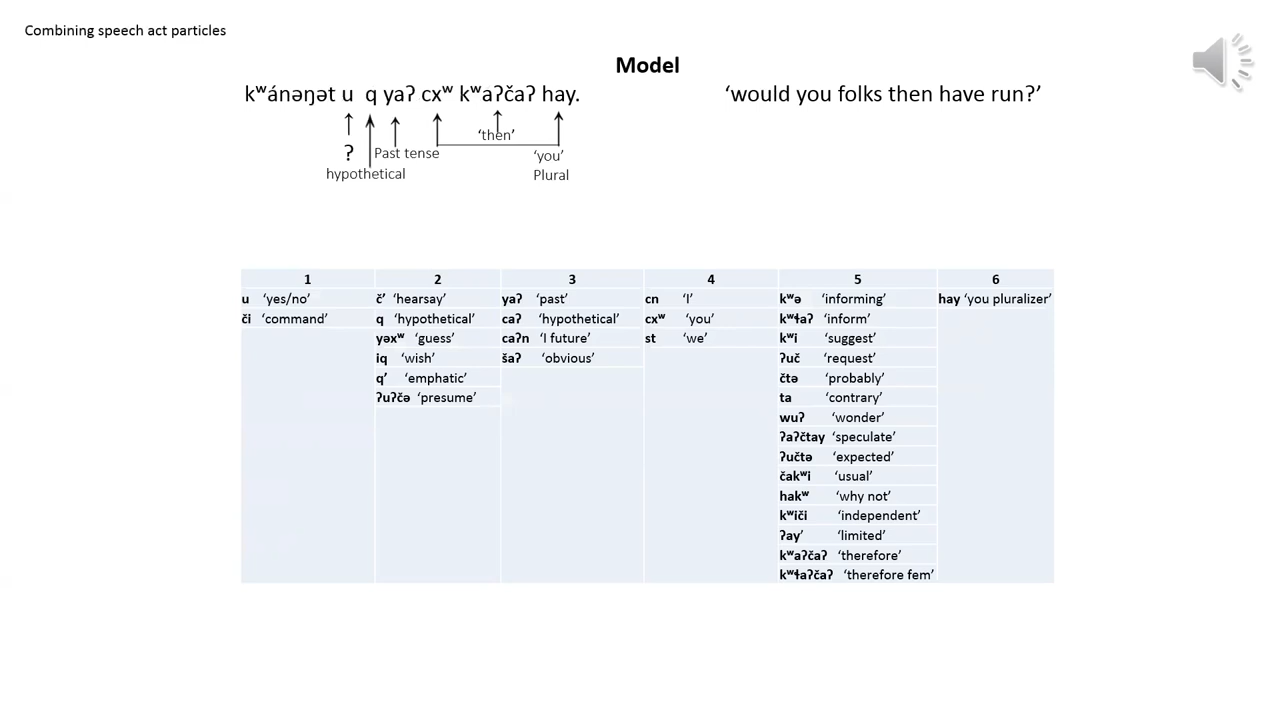 Combining speech act particles
Model
kʷánəŋət u q yaʔ cxʷ kʷaʔčaʔ hay.
‘would you folks then have run?’
‘then’
ʔ Past tense ‘you’
hypothetical Plural
1 2 3 4 5 6
u ‘yes/no’ č’ ‘hearsay’ yaʔ ‘past’ cn ‘I’ kʷə ‘informing’ hay ‘you pluralizer’
či ‘command’ q ‘hypothetical’ caʔ ‘hypothetical’ cxʷ ‘you’ kʷɬaʔ ‘inform’
yəxʷ ‘guess’ caʔn ‘I future’ st ‘we’ kʷi ‘suggest’
iq ‘wish’ šaʔ ‘obvious’ ʔuč ‘request’
q’ ‘emphatic’ čtə ‘probably’
ʔuʔčə ‘presume’ ta ‘contrary’
wuʔ ‘wonder’
ʔaʔčtay ‘speculate’
ʔučtə ‘expected’
čakʷi ‘usual’
hakʷ ‘why not’
kʷiči ‘independent’
ʔay’ ‘limited’
kʷaʔčaʔ ‘therefore’
kʷɬaʔčaʔ ‘therefore fem’